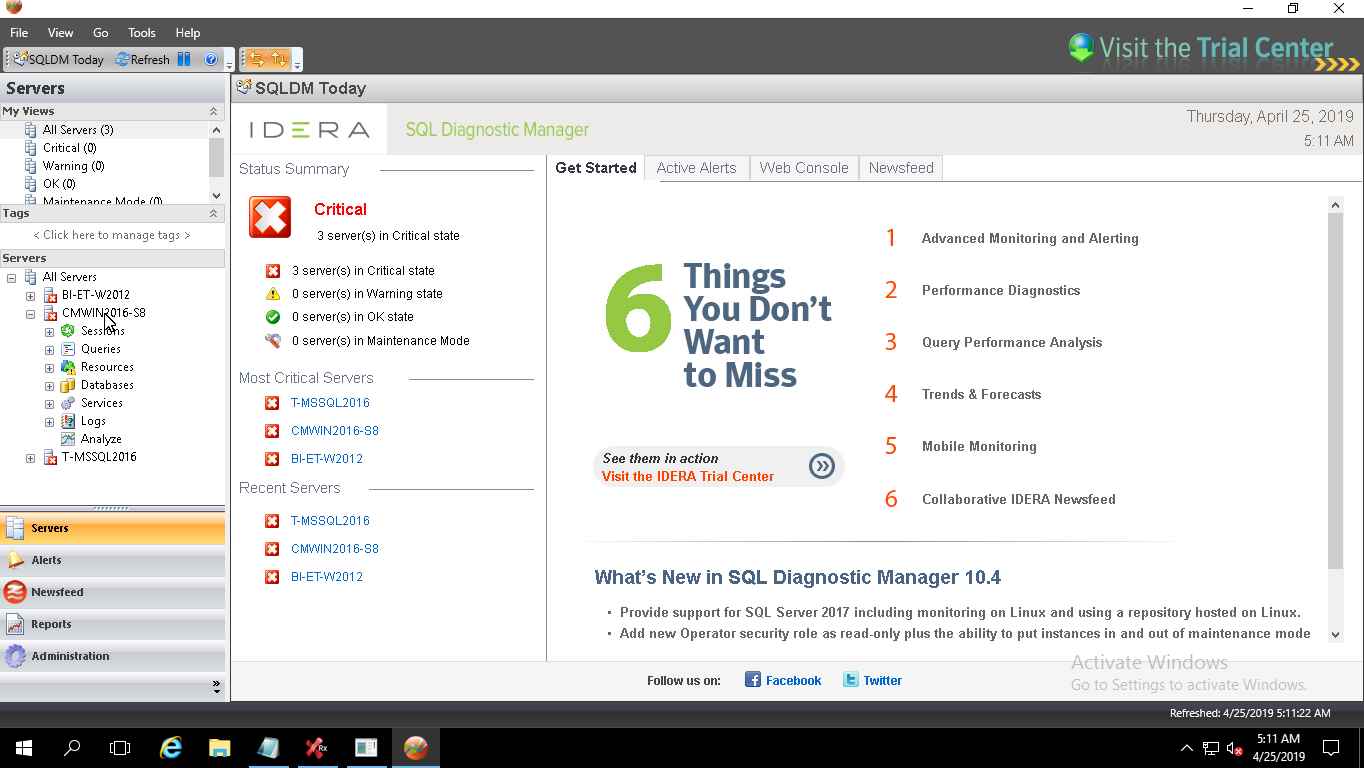 File View Go Tools Help
SQLDM Today Refresh
Visit the Trial Center
Servers
My Views
All Servers (3)
Critical (0)
Warning (0)
OK (0)
Maintenance Mode (0)
Tags
< Click here to manage tags >
Servers
All Servers
BI-ET-W2012
CMWIN2016-S8
Sessions
Queries
Resources
Databases
Services
Logs
Analyze
T-MSSQL2016
Servers
Alerts
Newsfeed
Reports
Administration
SQLDM Today
IDERA SQL Diagnostic Manager
Thursday, April 25, 2019
5:11 AM
Status Summary
Critical
3 server(s) in Critical state
3 server(s) in Critical state
0 server(s) in Warning state
0 server(s) in OK state
0 server(s) in Maintenance Mode
Most Critical Servers
T-MSSQL2016
CMWIN2016-S8
BI-ET-W2012
Recent Servers
T-MSSQL2016
CMWIN2016-S8
BI-ET-W2012
Get Started Active Alerts Web Console Newsfeed
6 Things
You Don't
Want
to Miss
See them in action
Visit the IDERA Trial Center
1 Advanced Monitoring and Alerting
2 Performance Diagnostics
3 Query Performance Analysis
4 Trends & Forecasts
5 Mobile Monitoring
6 Collaborative IDERA Newsfeed
What's New in SQL Diagnostic Manager 10.4
• Provide support for SQL Server 2017 including monitoring on Linux and using a repository hosted on Linux.
• Add new Operator security role as read-only plus the ability to put instances in and out of maintenance mode
Activate Windows
Go to Settings to activate Windows.
Follow us on: Facebook Twitter
Refreshed: 4/25/2019 5:11:22 AM
Rx
5:11 AM
4/25/2019